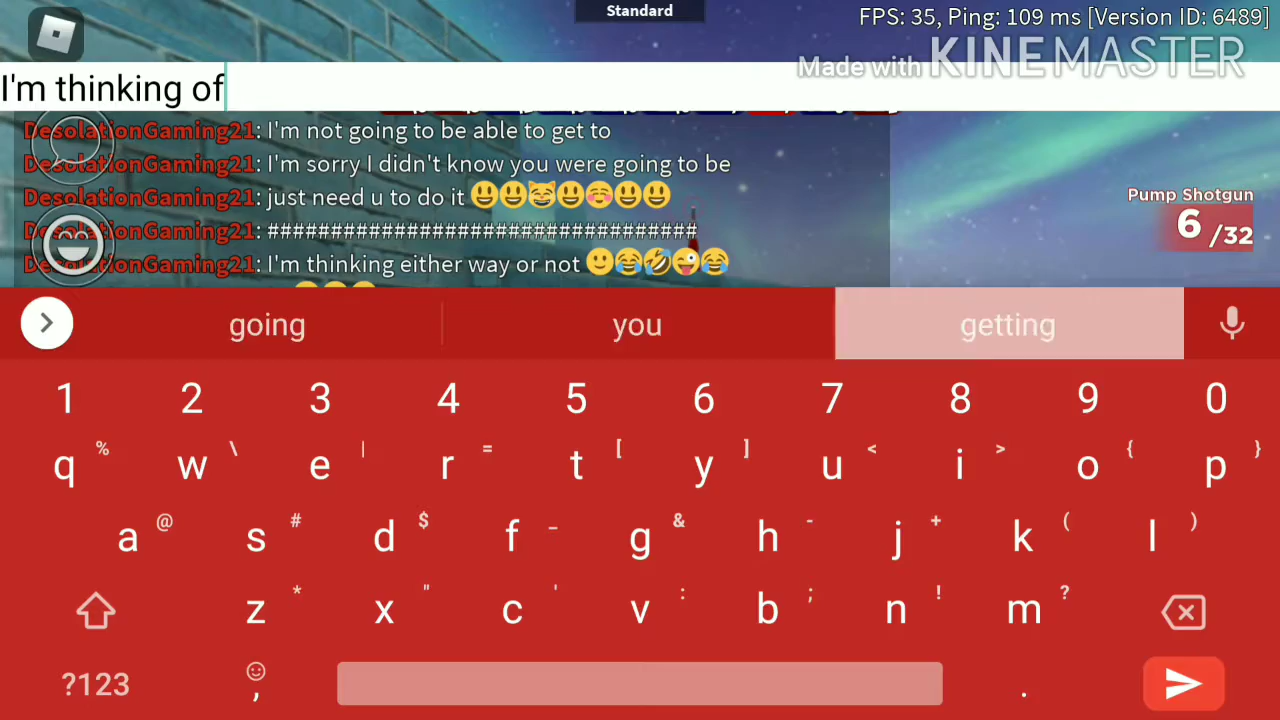 Standard
FPS: 35, Ping: 109 ms [Version ID: 6489]
Made with KINEMASTER
I'm thinking of
DesolationGaming21: I'm not going to be able to get to
DesolationGaming21: I'm sorry I didn't know you were going to be
DesolationGaming21: just need u to do it 😃😃😹😃☺️😃😃
DesolationGaming21: ##################################
DesolationGaming21: I'm thinking either way or not 🙂😂🤣😜😂
Pump Shotgun
6 /32
going you getting
1 2 3 4 5 6 7 8 9 0
q % w \ e | r = t [ y ] u < i > o { p }
a @ s # d $ f _ g & h - j + k ( l )
z * x " c ' v : b ; n ! m ?
?123 , .